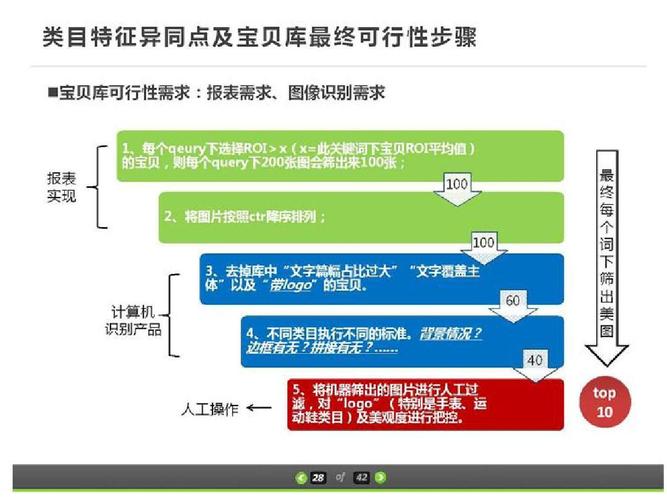 类目特征异同点及宝贝库最终可行性步骤
■宝贝库可行性需求：报表需求、图像识别需求
1、每个qeury下选择ROI＞x（x=此关键词下宝贝ROI平均值）
的宝贝，则每个query下200张图会筛出来100张；
报表
实现
100
2、将图片按照ctr降序排列；
100
3、去掉库中“文字篇幅占比过大”“文字覆盖主
体”以及“带logo”的宝贝。
计算机
识别产品
60
4、不同类目执行不同的标准。背景情况？
边框有无？拼接有无？……
40
5、将机器筛出的图片进行人工过
滤，对“logo”（特别是手表、运
动鞋类目）及美观度进行把控。
人工操作
最终每个词下筛出美图
top
10
28 of 42